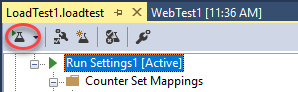 LoadTest1.loadtest
WebTest1 [11:36 AM]
Run Settings1 [Active]
Counter Set Mappings